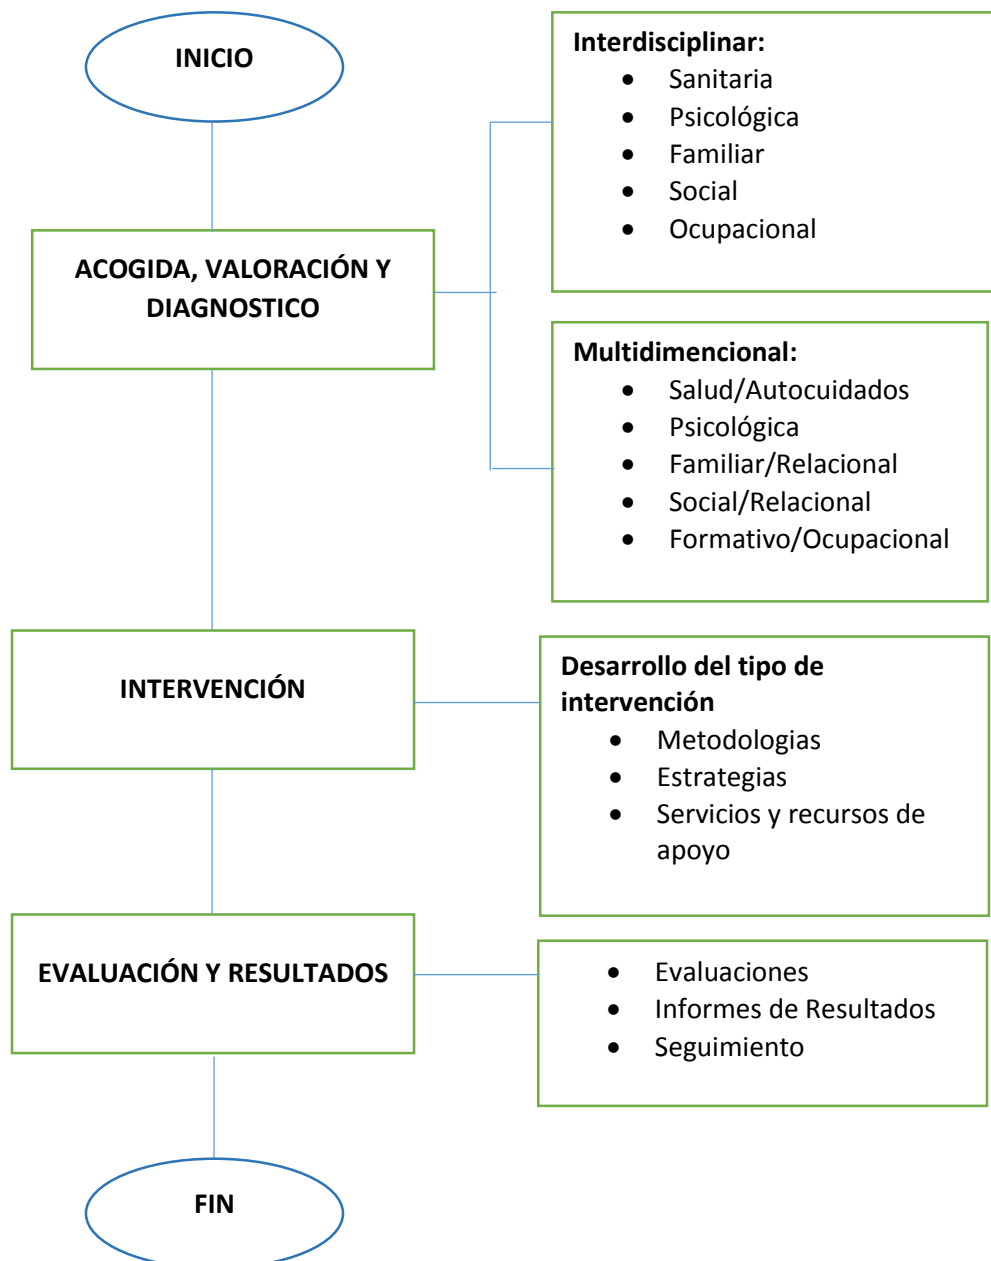 INICIO
Interdisciplinar:
• Sanitaria
• Psicológica
• Familiar
• Social
• Ocupacional
ACOGIDA, VALORACIÓN Y
DIAGNOSTICO
Multidimencional:
• Salud/Autocuidados
• Psicológica
• Familiar/Relacional
• Social/Relacional
• Formativo/Ocupacional
INTERVENCIÓN
Desarrollo del tipo de
intervención
• Metodologias
• Estrategias
• Servicios y recursos de
apoyo
EVALUACIÓN Y RESULTADOS
• Evaluaciones
• Informes de Resultados
• Seguimiento
FIN